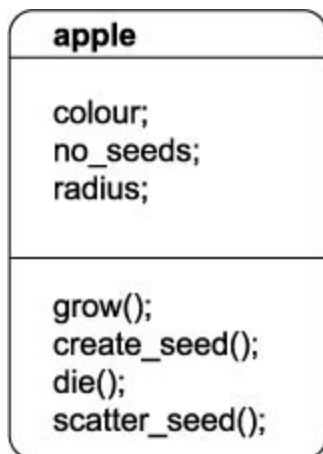 apple
colour;
no_seeds;
radius;
grow();
create_seed();
die();
scatter_seed();